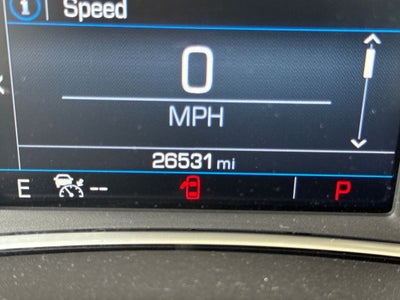 i Speed
0
MPH
26531 mi
E -- P